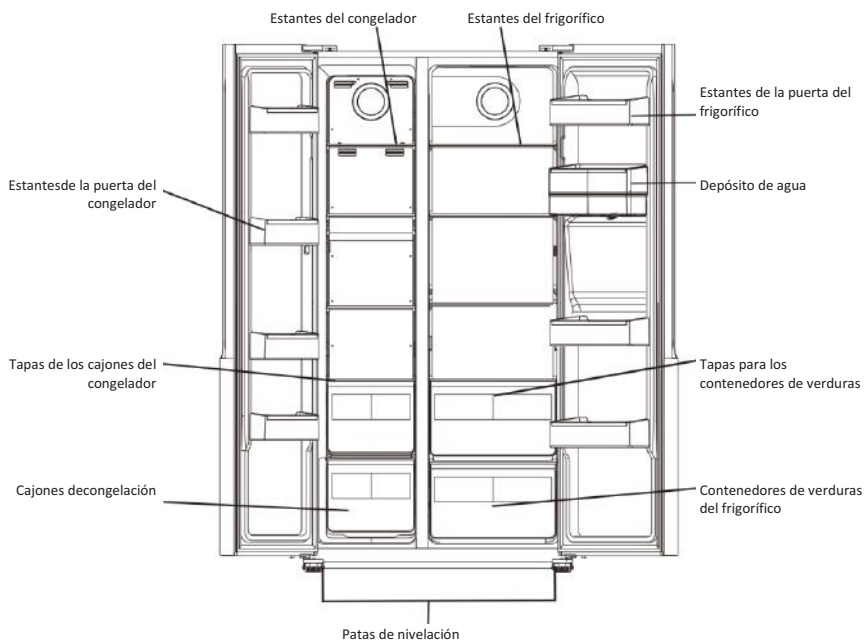 Estantes del congelador
Estantes del frigorífico
Estantes de la puerta del
frigorífico
Estantesde la puerta del
congelador
Depósito de agua
Tapas de los cajones del
congelador
Tapas para los
contenedores de verduras
Cajones decongelación
Contenedores de verduras
del frigorífico
Patas de nivelación